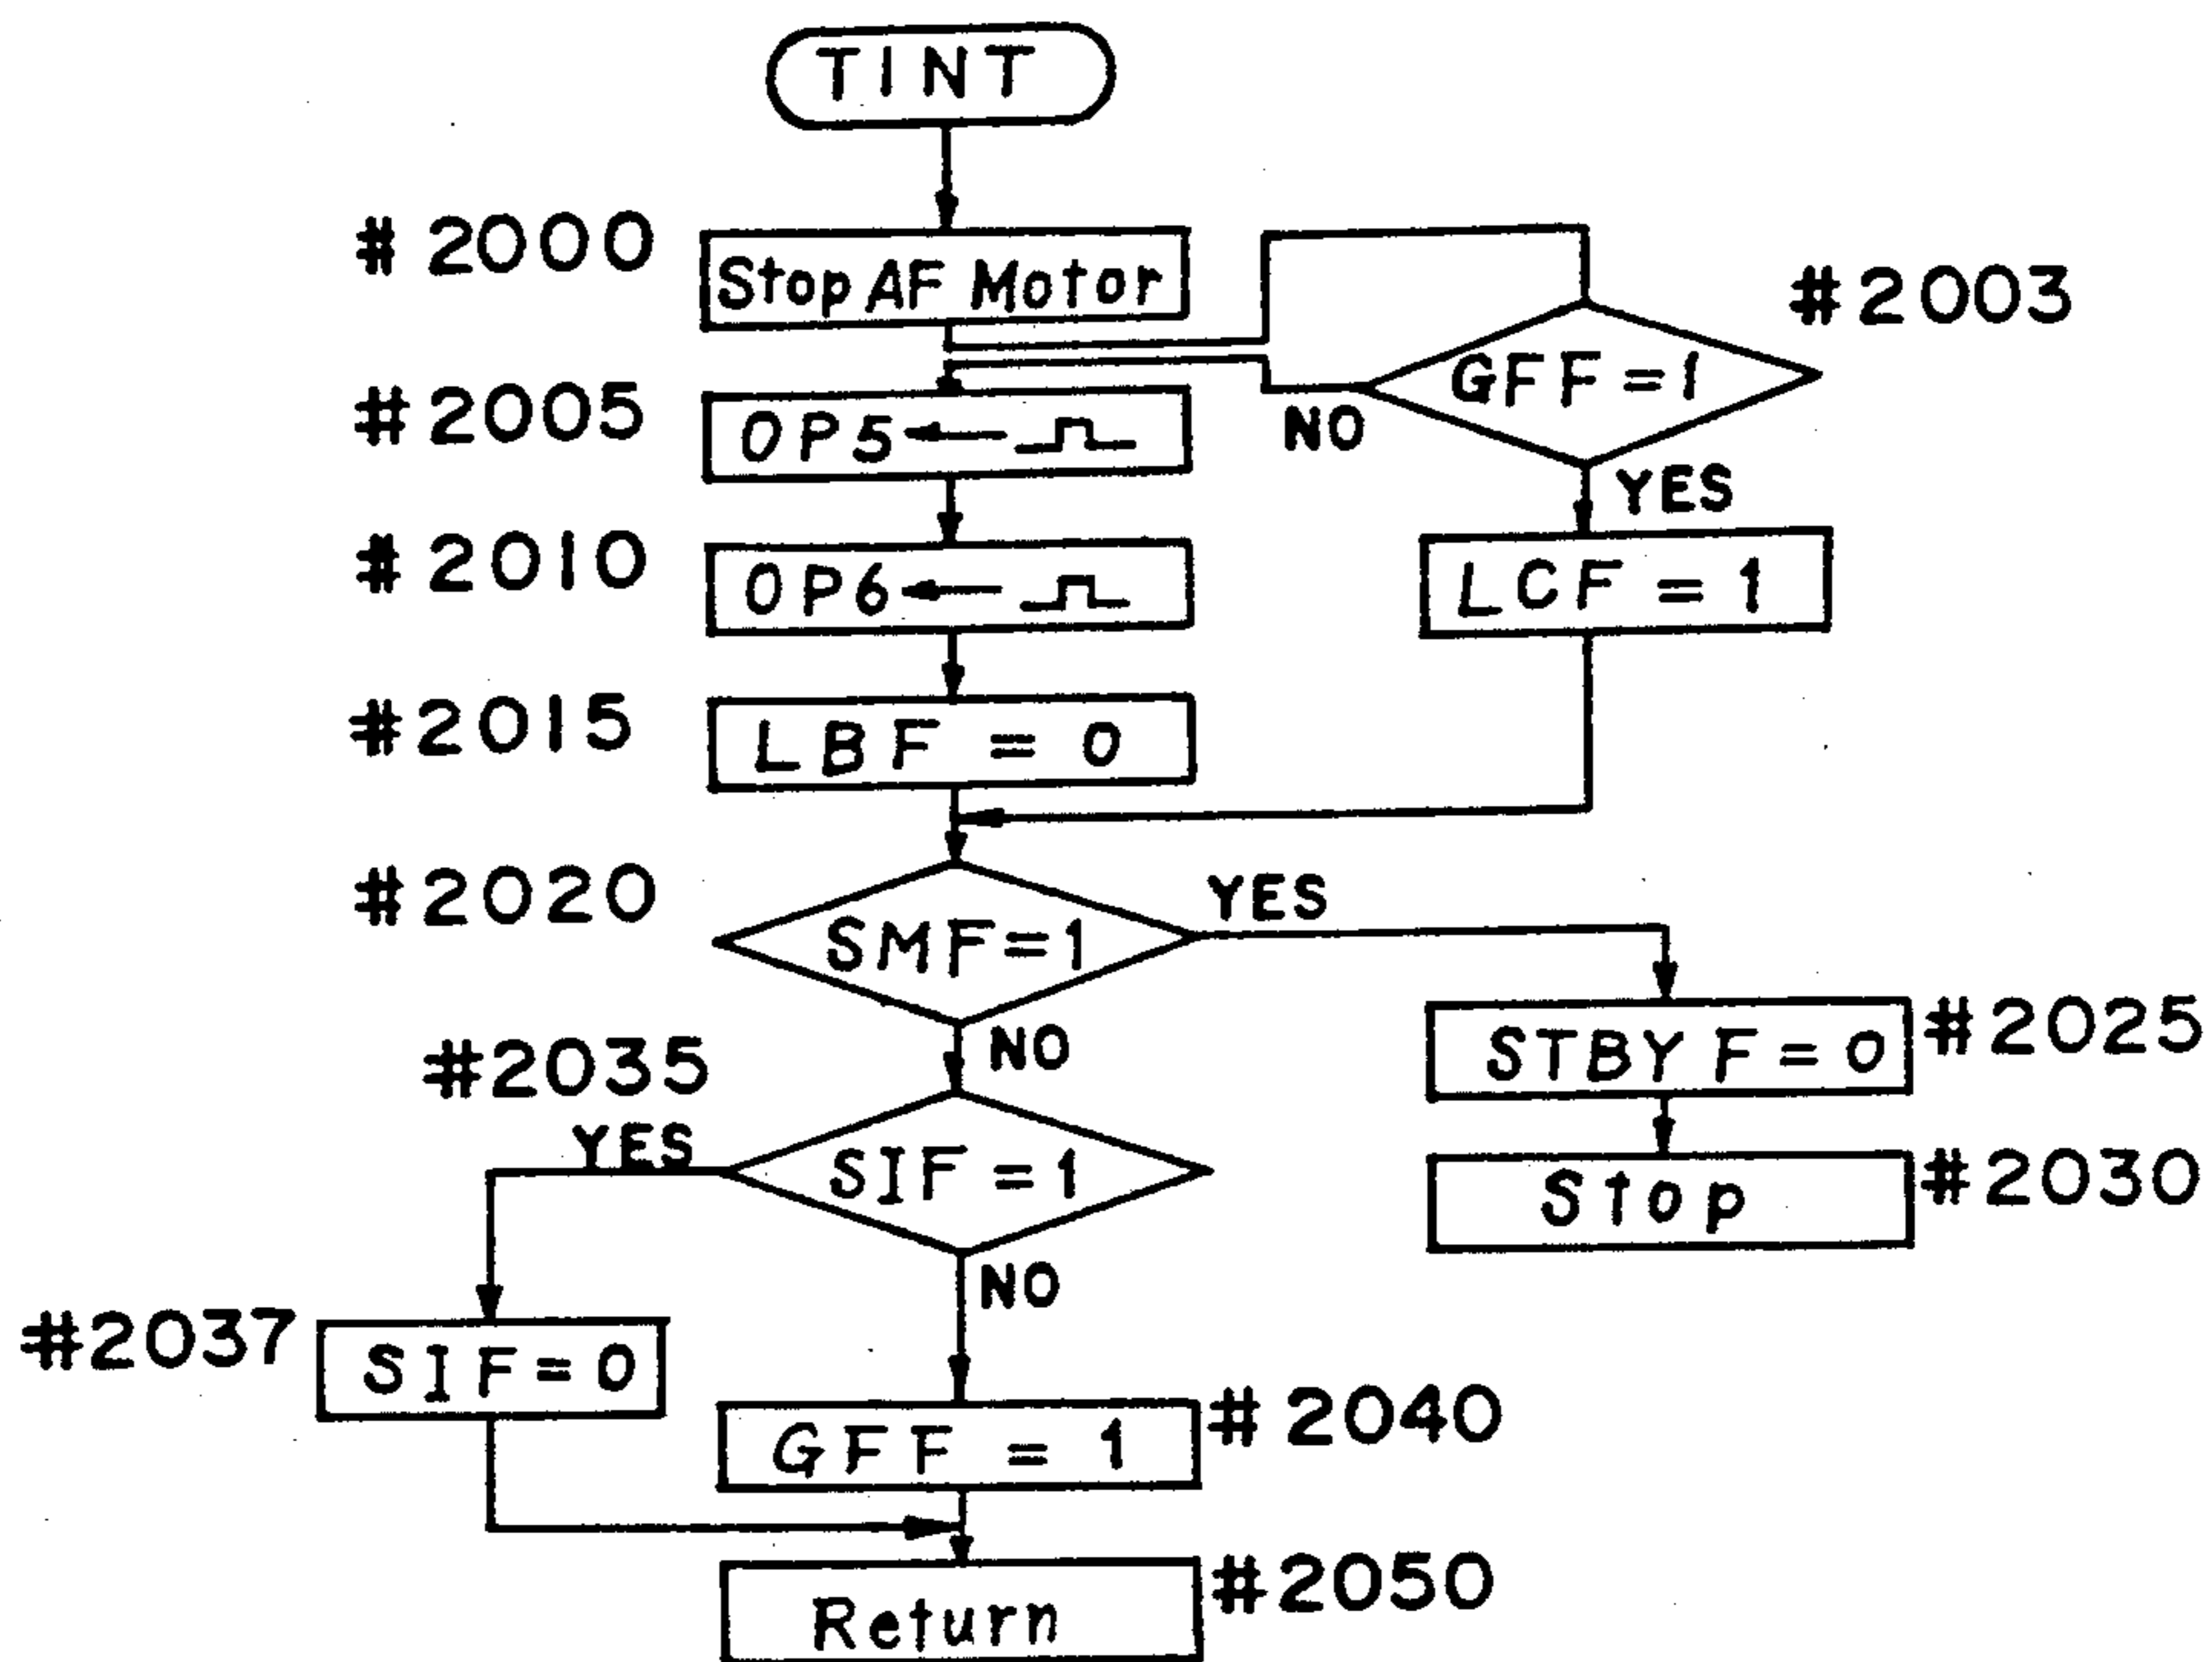 TINT
#2000
Stop AF Motor
#2003
GFF=1
NO
YES
#2005
OP5
#2010
OP6
LCF = 1
#2015
LBF = 0
#2020
SMF=1
YES
NO
STBY F=0
#2025
#2035
YES
SIF=1
NO
Stop
#2030
#2037
SIF=0
GFF = 1
#2040
Return
#2050